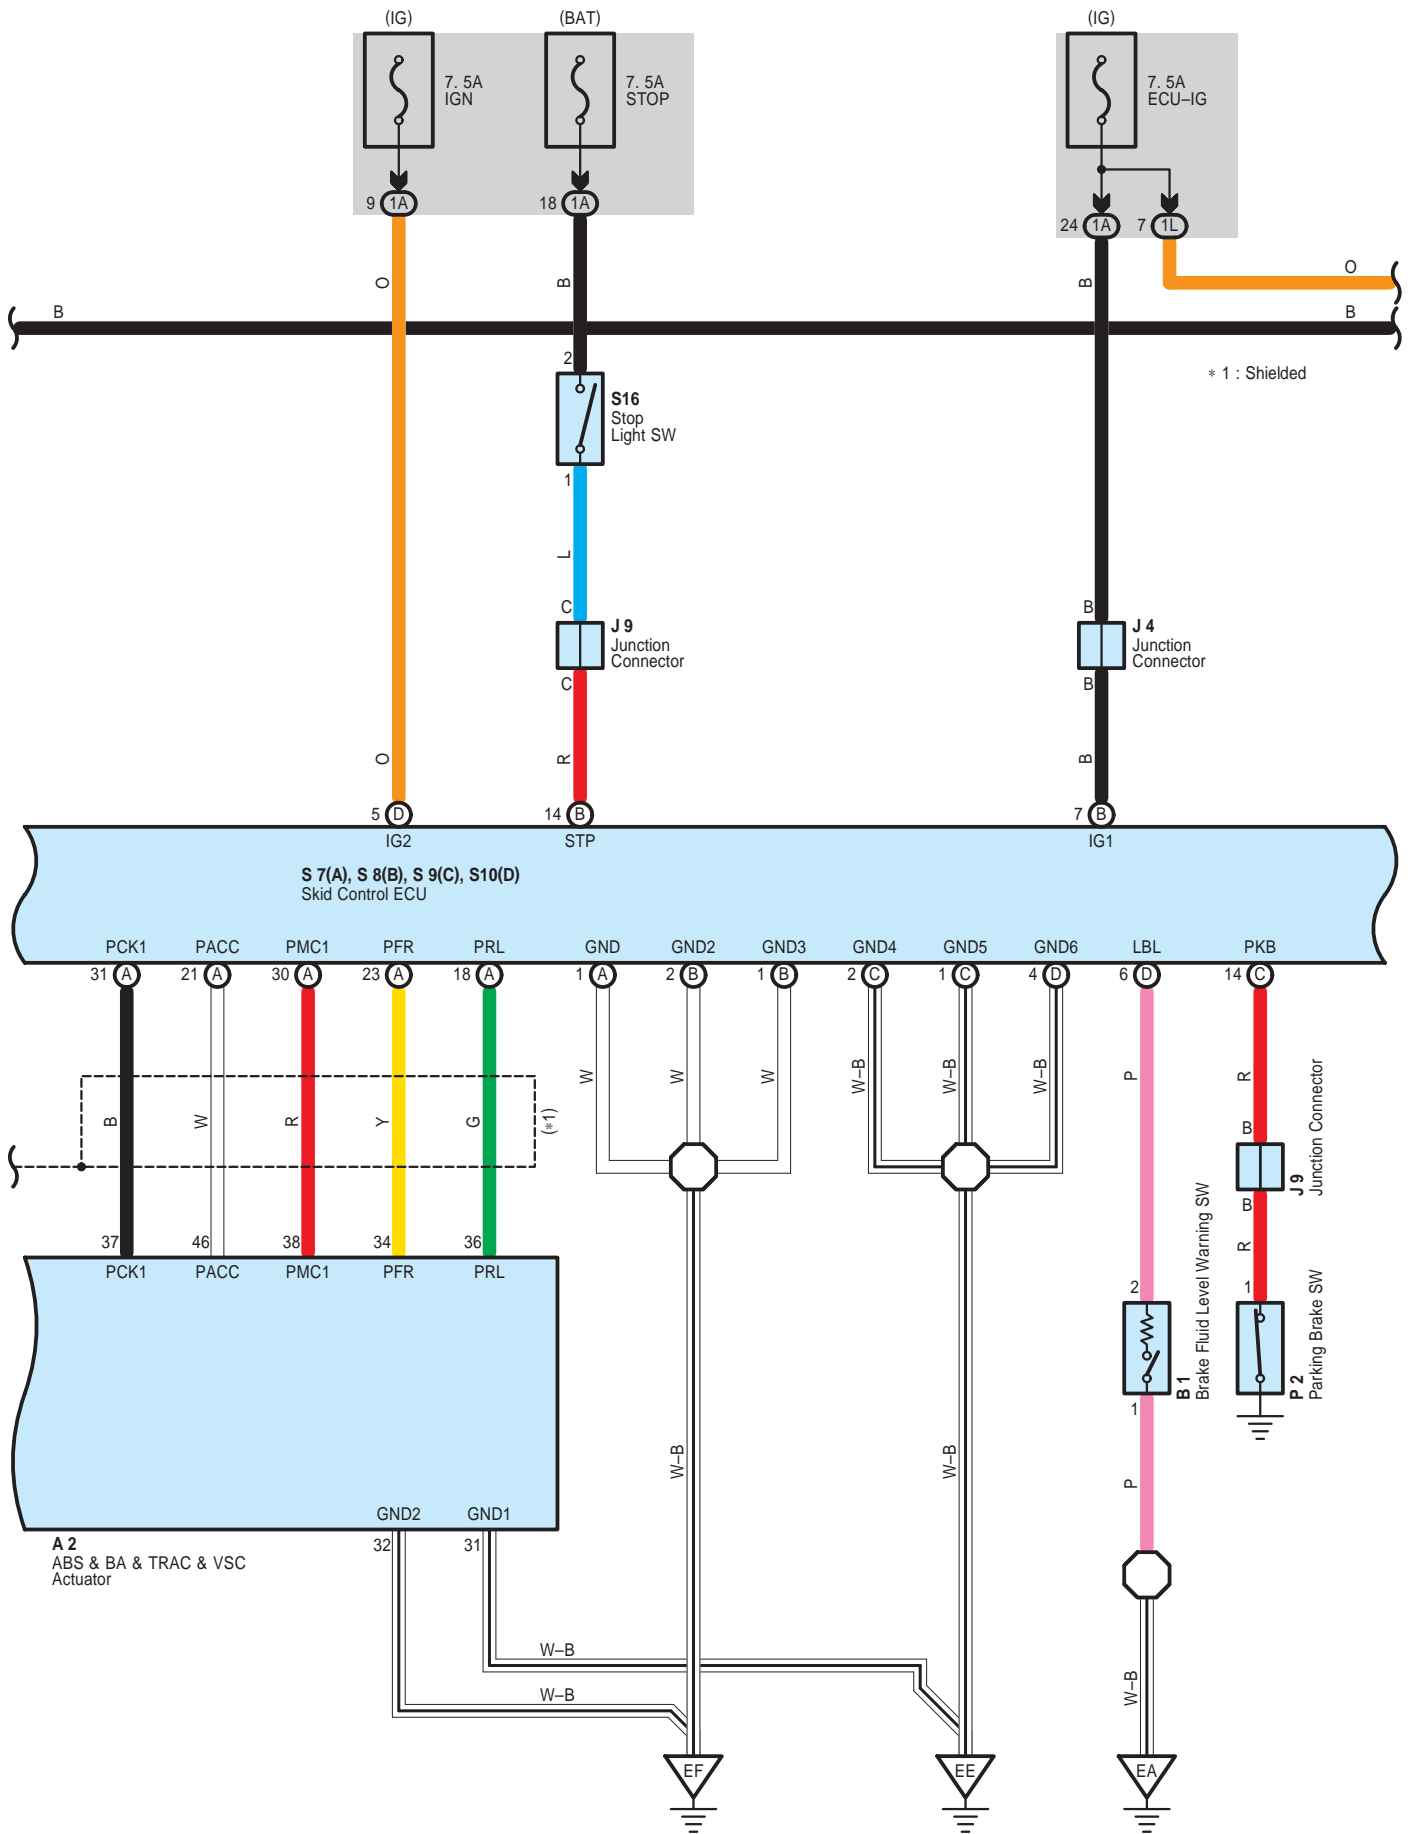 (IG)
(BAT)
(IG)
7. 5A
IGN
7. 5A
STOP
7. 5A
ECU–IG
9
1A
18
1A
24
1A
7
1L
O
B
B
O
B
B
2
∗ 1 : Shielded
S16
Stop
Light SW
1
L
C
J 9
Junction
Connector
C
B
J 4
Junction
Connector
B
O
R
B
5
D
14
B
7
B
IG2
STP
IG1
S 7(A), S 8(B), S 9(C), S10(D)
Skid Control ECU
PCK1
PACC
PMC1
PFR
PRL
GND
GND2
GND3
GND4
GND5
GND6
LBL
PKB
31
A
21
A
30
A
23
A
18
A
1
A
2
B
1
B
2
C
1
C
4
D
6
D
14
C
W
W
W
W–B
W–B
W–B
P
R
B
W
R
Y
G
(∗1)
B
J 9
Junction Connector
B
R
37
46
38
34
36
PCK1
PACC
PMC1
PFR
PRL
2
1
B 1
Brake Fluid Level Warning SW
P 2
Parking Brake SW
1
W–B
W–B
P
GND2
GND1
32
31
A 2
ABS & BA & TRAC & VSC
Actuator
W–B
W–B
W–B
EF
EE
EA